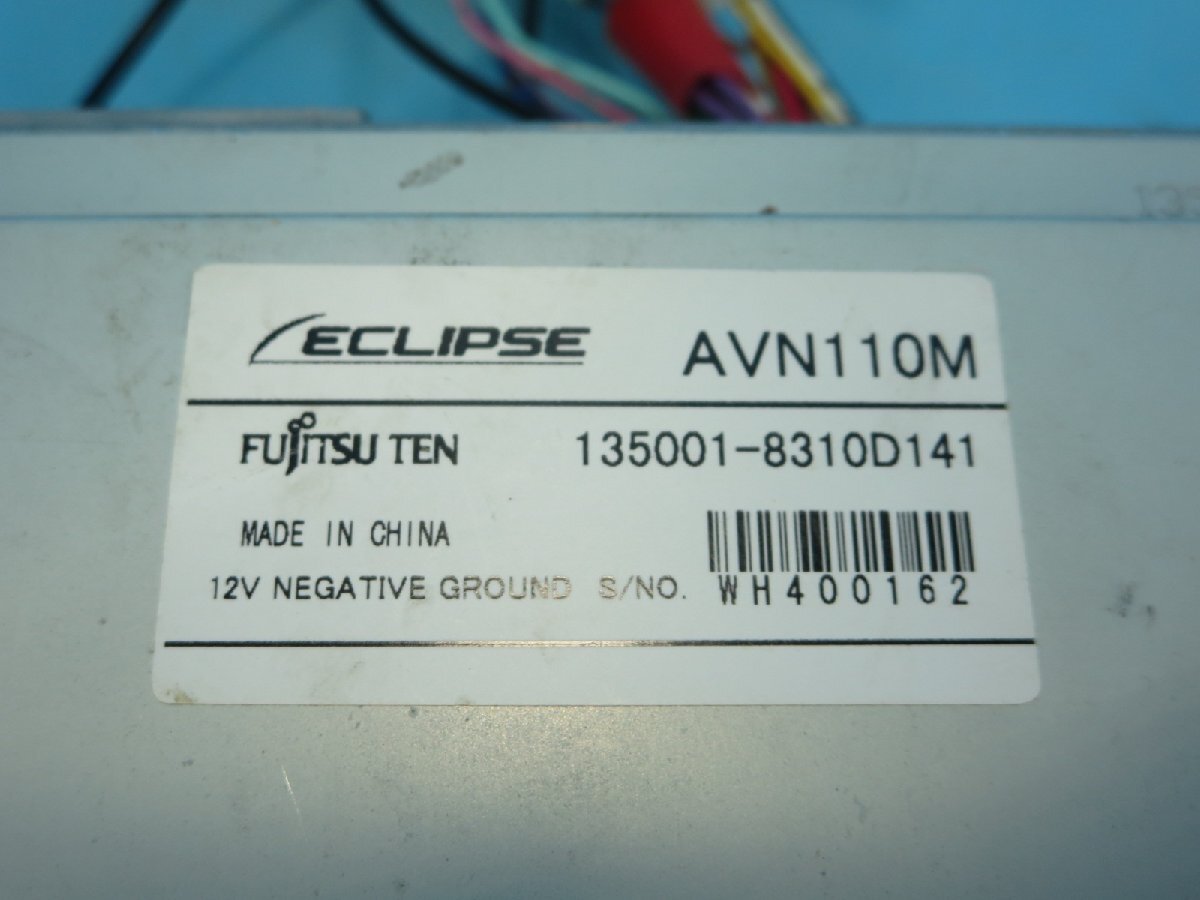 ECLIPSE AVN110M
FUJITSU TEN 135001-8310D141
MADE IN CHINA
12V NEGATIVE GROUND S/NO. WH400162